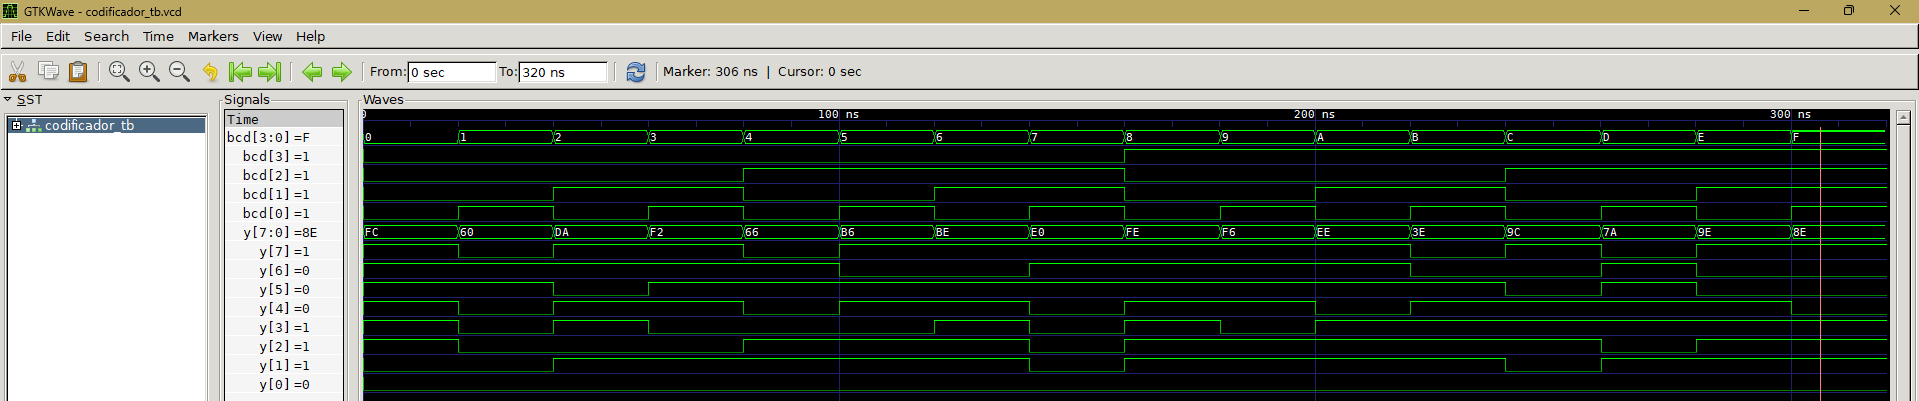 GTKWave - codificador_tb.vcd
File Edit Search Time Markers View Help
From: 0 sec To: 320 ns Marker: 306 ns | Cursor: 0 sec
SST
codificador_tb
Signals
Time
bcd[3:0] =F
bcd[3] =1
bcd[2] =1
bcd[1] =1
bcd[0] =1
y[7:0] =8E
y[7] =1
y[6] =0
y[5] =0
y[4] =0
y[3] =1
y[2] =1
y[1] =1
y[0] =0
Waves
0 100 ns 200 ns 300 ns
0 1 2 3 4 5 6 7 8 9 A B C D E F
FC 60 DA F2 66 B6 BE E0 FE F6 EE 3E 9C 7A 9E 8E